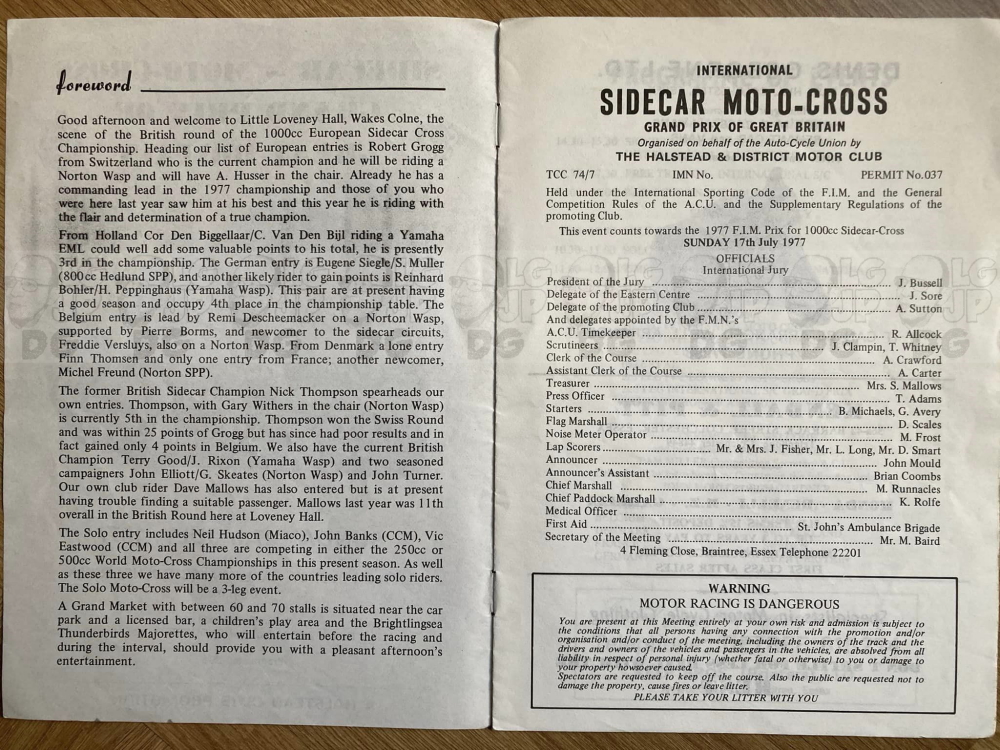 foreword
Good afternoon and welcome to Little Loveney Hall, Wakes Colne, the
scene of the British round of the 1000cc European Sidecar Cross
Championship. Heading our list of European entries is Robert Grogg
from Switzerland who is the current champion and he will be riding a
Norton Wasp and will have A. Husser in the chair. Already he has a
commanding lead in the 1977 championship and those of you who
were here last year saw him at his best and this year he is riding with
the flair and determination of a true champion.
From Holland Cor Den Biggellaar/C. Van Den Bijl riding a Yamaha
EML could well add some valuable points to his total, he is presently
3rd in the championship. The German entry is Eugene Siegle/S. Muller
(800cc Hedlund SPP), and another likely rider to gain points is Reinhard
Bohler/H. Peppinghaus (Yamaha Wasp). This pair are at present having
a good season and occupy 4th place in the championship table. The
Belgium entry is lead by Remi Descheemacker on a Norton Wasp,
supported by Pierre Borms, and newcomer to the sidecar circuits,
Freddie Versluys, also on a Norton Wasp. From Denmark a lone entry
Finn Thomsen and only one entry from France; another newcomer,
Michel Freund (Norton SPP).
The former British Sidecar Champion Nick Thompson spearheads our
own entries. Thompson, with Gary Withers in the chair (Norton Wasp)
is currently 5th in the championship. Thompson won the Swiss Round
and was within 25 points of Grogg but has since had poor results and in
fact gained only 4 points in Belgium. We also have the current British
Champion Terry Good/J. Rixon (Yamaha Wasp) and two seasoned
campaigners John Elliott/G. Skeates (Norton Wasp) and John Turner.
Our own club rider Dave Mallows has also entered but is at present
having trouble finding a suitable passenger. Mallows last year was 11th
overall in the British Round here at Loveney Hall.
The Solo entry includes Neil Hudson (Miaco), John Banks (CCM), Vic
Eastwood (CCM) and all three are competing in either the 250cc or
500cc World Moto-Cross Championships in this present season. As well
as these three we have many more of the countries leading solo riders.
The Solo Moto-Cross will be a 3-leg event.
A Grand Market with between 60 and 70 stalls is situated near the car
park and a licensed bar, a children's play area and the Brightlingsea
Thunderbirds Majorettes, who will entertain before the racing and
during the interval, should provide you with a pleasant afternoon's
entertainment.
INTERNATIONAL
SIDECAR MOTO-CROSS
GRAND PRIX OF GREAT BRITAIN
Organised on behalf of the Auto-Cycle Union by
THE HALSTEAD & DISTRICT MOTOR CLUB
TCC 74/7 IMN No. PERMIT No.037
Held under the International Sporting Code of the F.I.M. and the General
Competition Rules of the A.C.U. and the Supplementary Regulations of the
promoting Club.
This event counts towards the 1977 F.I.M. Prix for 1000cc Sidecar-Cross
SUNDAY 17th July 1977
OFFICIALS
International Jury
President of the Jury ... J. Bussell
Delegate of the Eastern Centre ... J. Sore
Delegate of the promoting Club ... A. Sutton
And delegates appointed by the F.M.N.'s
A.C.U. Timekeeper ... R. Allcock
Scrutineers ... J. Clampin, T. Whitney
Clerk of the Course ... A. Crawford
Assistant Clerk of the Course ... A. Carter
Treasurer ... Mrs. S. Mallows
Press Officer ... T. Adams
Starters ... B. Michaels, G. Avery
Flag Marshall ... D. Scales
Noise Meter Operator ... M. Frost
Lap Scorers ... Mr. & Mrs. J. Fisher, Mr. L. Long, Mr. D. Smart
Announcer ... John Mould
Announcer's Assistant ... Brian Coombs
Chief Marshall ... M. Runnacles
Chief Paddock Marshall ... K. Rolfe
Medical Officer ...
First Aid ... St. John's Ambulance Brigade
Secretary of the Meeting ... Mr. M. Baird
4 Fleming Close, Braintree, Essex Telephone 22201
WARNING
MOTOR RACING IS DANGEROUS
You are present at this Meeting entirely at your own risk and admission is subject to
the conditions that all persons having any connection with the promotion and/or
organisation and/or conduct of the meeting, including the owners of the track and the
drivers and owners of the vehicles and passengers in the vehicles, are absolved from all
liability in respect of personal injury (whether fatal or otherwise) to you or damage to
your property howsoever caused.
Spectators are requested to keep off the course. Also the public are requested not to
damage the property, cause fires or leave litter.
PLEASE TAKE YOUR LITTER WITH YOU